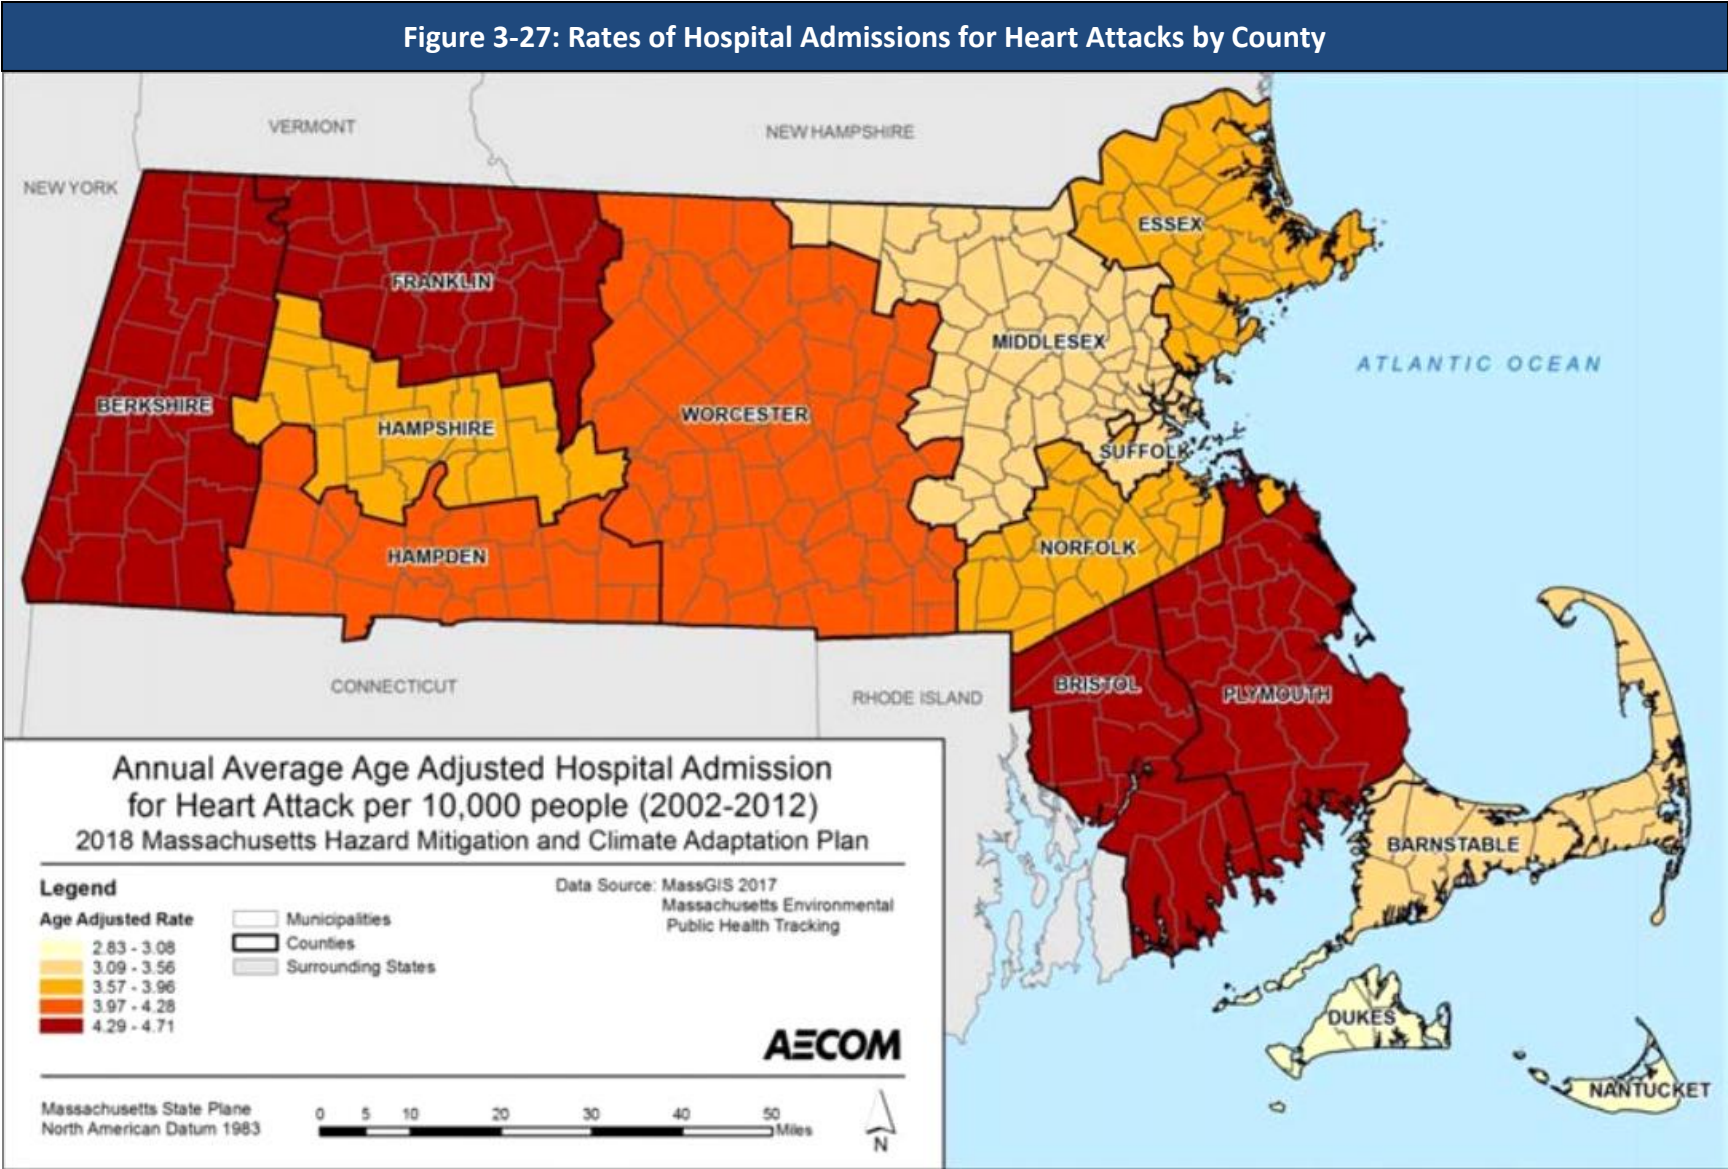 Figure 3-27: Rates of Hospital Admissions for Heart Attacks by County
VERMONT
NEW HAMPSHIRE
NEW YORK
ESSEX
FRANKLIN
MIDDLESEX
ATLANTIC OCEAN
BERKSHIRE
HAMPSHIRE
WORCESTER
SUFFOLK
HAMPDEN
NORFOLK
CONNECTICUT
RHODE ISLAND
BRISTOL
PLYMOUTH
BARNSTABLE
DUKES
NANTUCKET
Annual Average Age Adjusted Hospital Admission
for Heart Attack per 10,000 people (2002-2012)
2018 Massachusetts Hazard Mitigation and Climate Adaptation Plan
Legend
Age Adjusted Rate
2.83 - 3.08
3.09 - 3.56
3.57 - 3.96
3.97 - 4.28
4.29 - 4.71
Municipalities
Counties
Surrounding States
Data Source: MassGIS 2017
Massachusetts Environmental
Public Health Tracking
AECOM
Massachusetts State Plane
North American Datum 1983
0 5 10 20 30 40 50
Miles
N